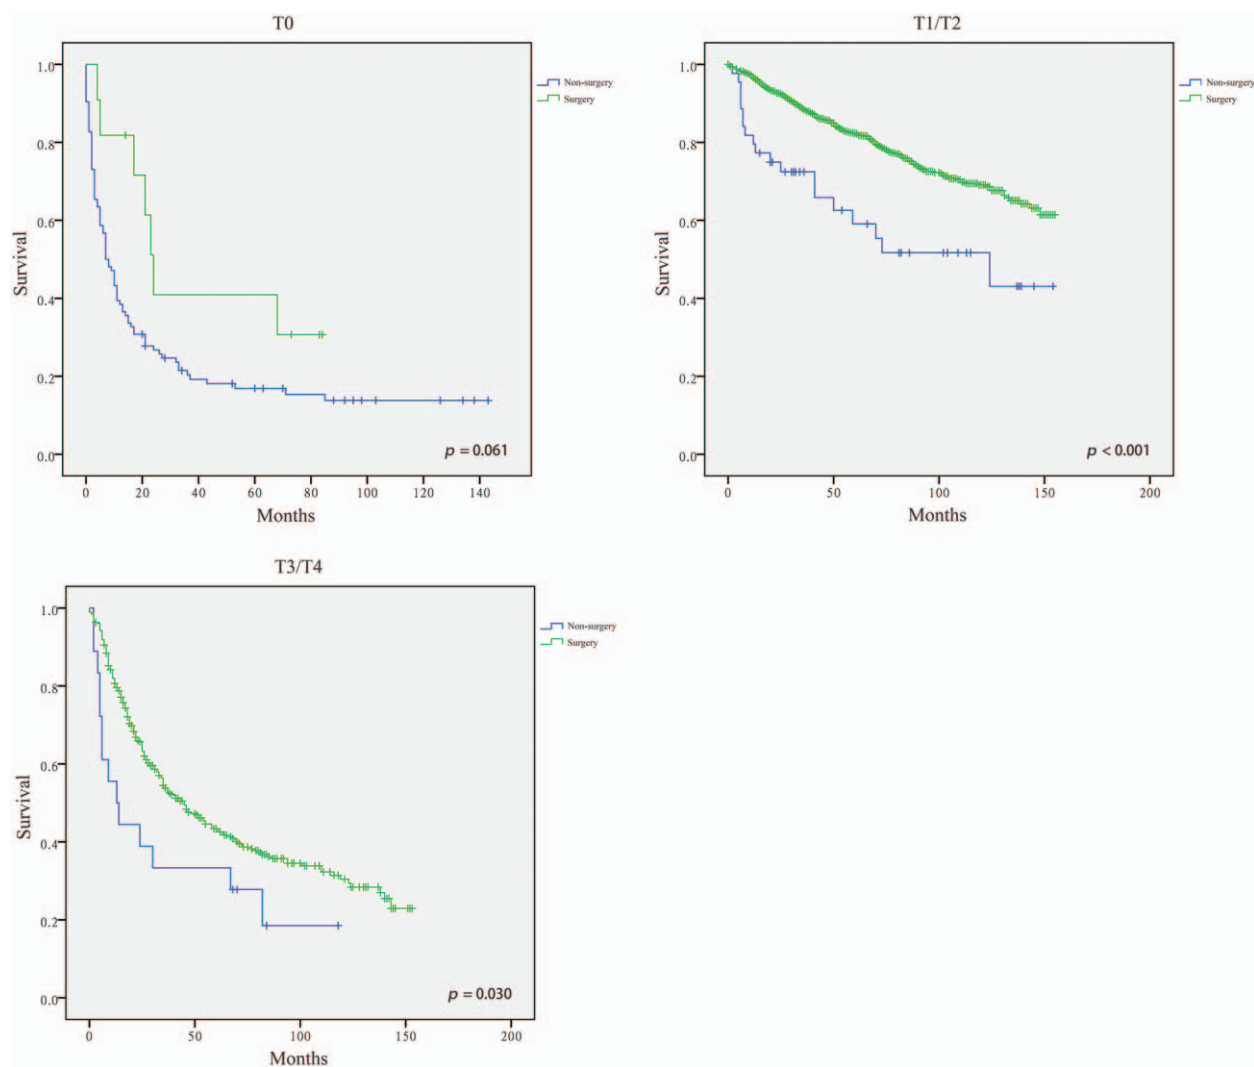 T0
1.0
0.8
0.6
0.4
0.2
0.0
Survival
0 20 40 60 80 100 120 140
Months
p = 0.061
Non-surgery
Surgery
T1/T2
1.0
0.8
0.6
0.4
0.2
0.0
Survival
0 50 100 150 200
Months
p < 0.001
Non-surgery
Surgery
T3/T4
1.0
0.8
0.6
0.4
0.2
0.0
Survival
0 50 100 150 200
Months
p = 0.030
Non-surgery
Surgery